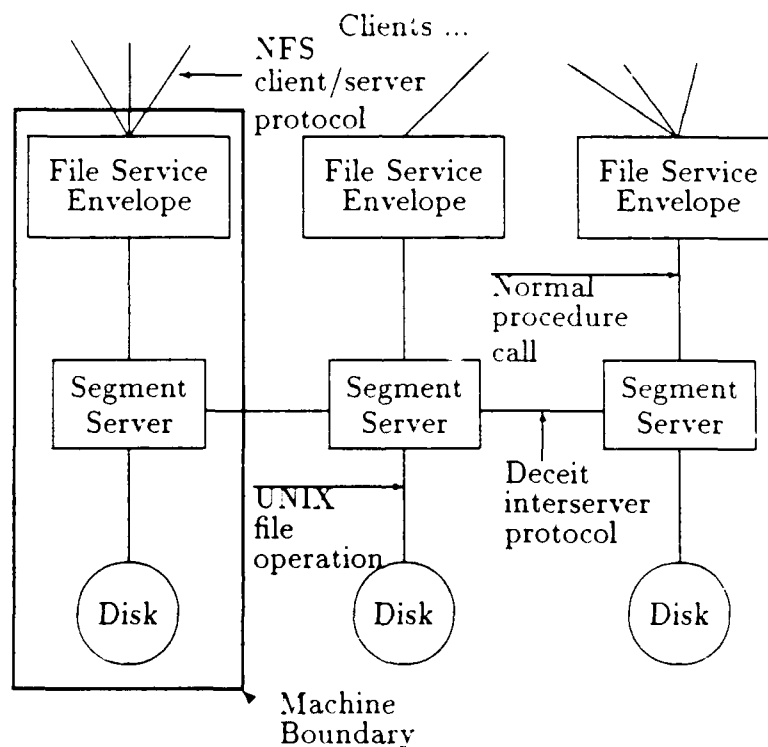 Clients ...
NFS
client/server
protocol
File Service
Envelope
File Service
Envelope
File Service
Envelope
Normal
procedure
call
Segment
Server
Segment
Server
Segment
Server
UNIX
file
operation
Deceit
interserver
protocol
Disk
Disk
Disk
Machine
Boundary